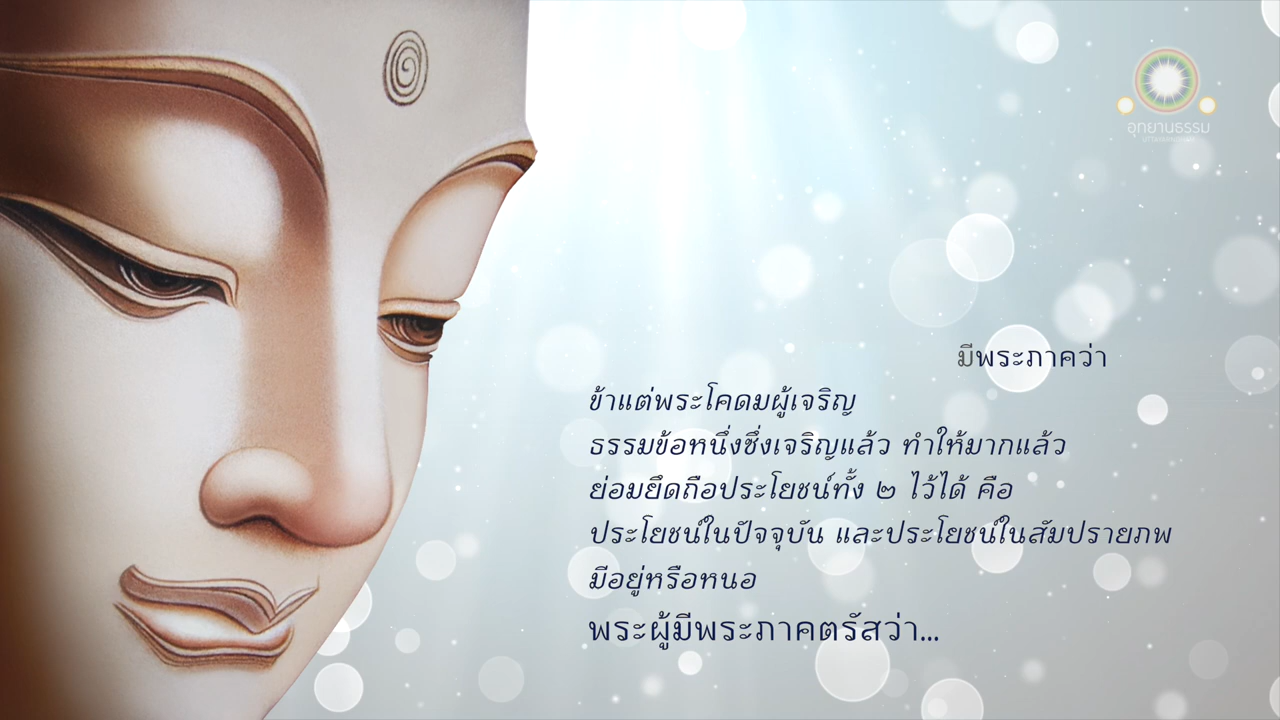 อุทยานธรรม
มีพระภาคว่า
ข้าแต่พระโคดมผู้เจริญ
ธรรมข้อหนึ่งซึ่งเจริญแล้ว ทำให้มากแล้ว
ย่อมยึดถือประโยชน์ทั้ง ๒ ไว้ได้ คือ
ประโยชน์ในปัจจุบัน และประโยชน์ในสัมปรายภพ
มีอยู่หรือหนอ
พระผู้มีพระภาคตรัสว่า...